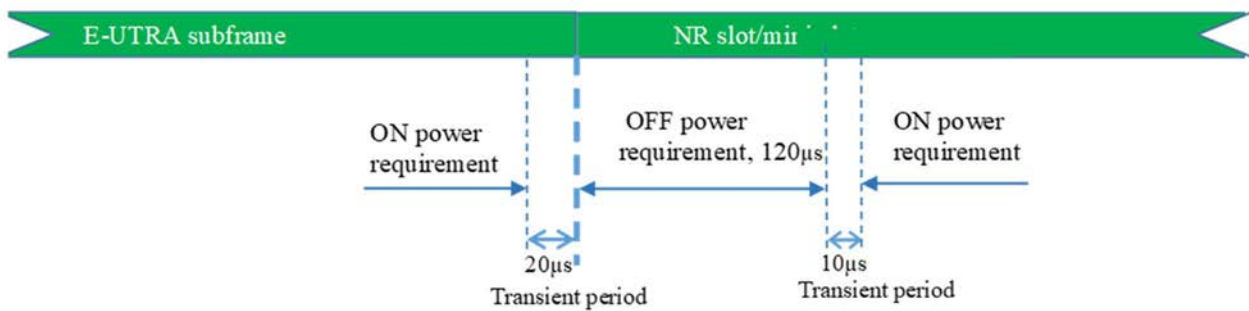 E-UTRA subframe
NR slot/
ON power
requirement
OFF power
requirement, 120μs
ON power
requirement
20μs
Transient period
10μs
Transient period